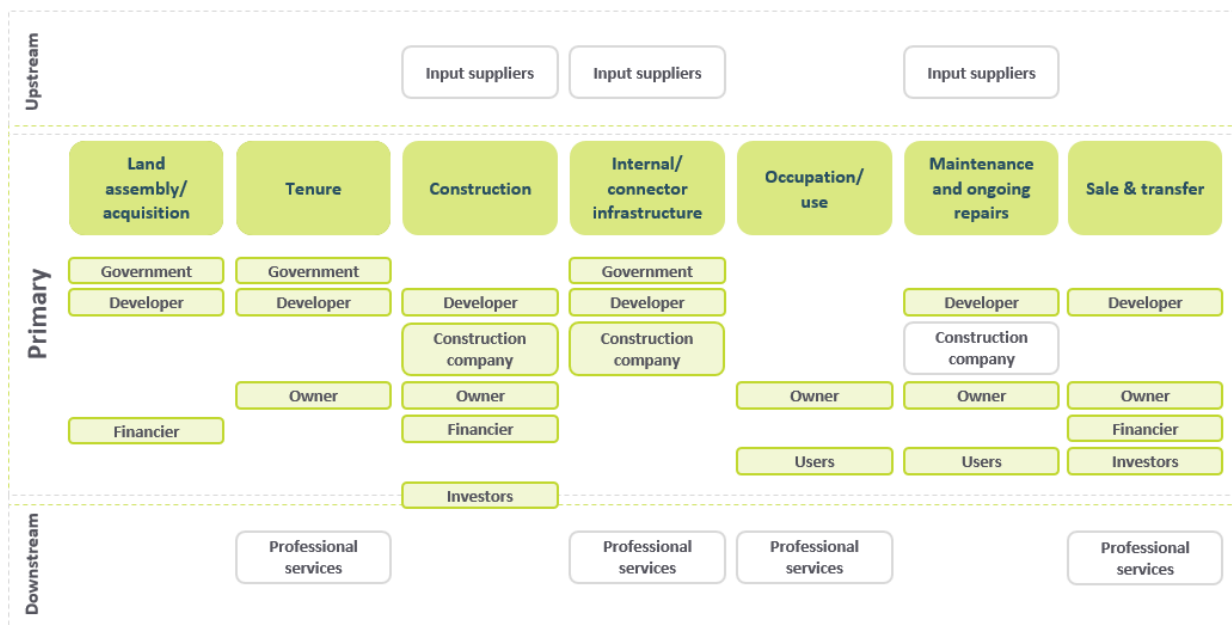 Upstream
Input suppliers
Input suppliers
Input suppliers
Primary
Land
assembly/
acquisition
Tenure
Construction
Internal/
connector
infrastructure
Occupation/
use
Maintenance
and ongoing
repairs
Sale & transfer
Government
Government
Government
Developer
Developer
Developer
Developer
Developer
Developer
Construction
company
Construction
company
Construction
company
Owner
Owner
Owner
Owner
Owner
Financier
Financier
Financier
Users
Users
Investors
Investors
Downstream
Professional
services
Professional
services
Professional
services
Professional
services